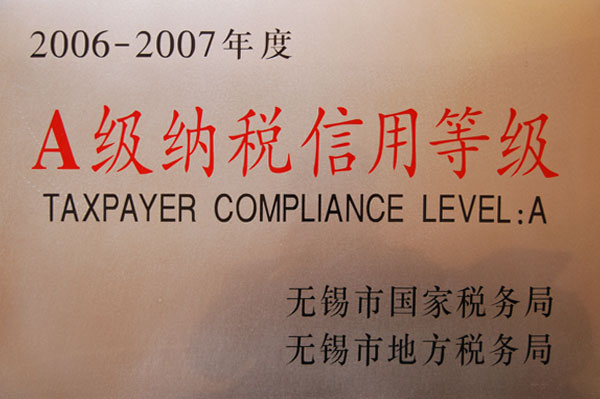 2006-2007年度
A级纳税信用等级
TAXPAYER COMPLIANCE LEVEL:A
无锡市国家税务局
无锡市地方税务局